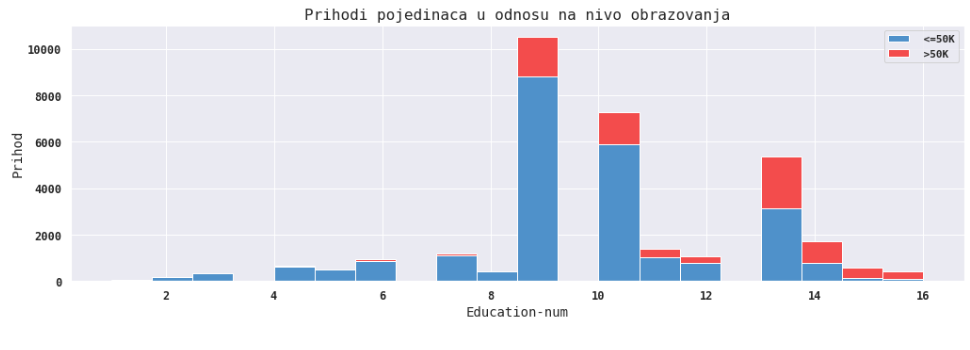 Prihodi pojedinaca u odnosu na nivo obrazovanja
<=50K
>50K
10000
8000
6000
4000
2000
0
Prihod
2 4 6 8 10 12 14 16
Education-num